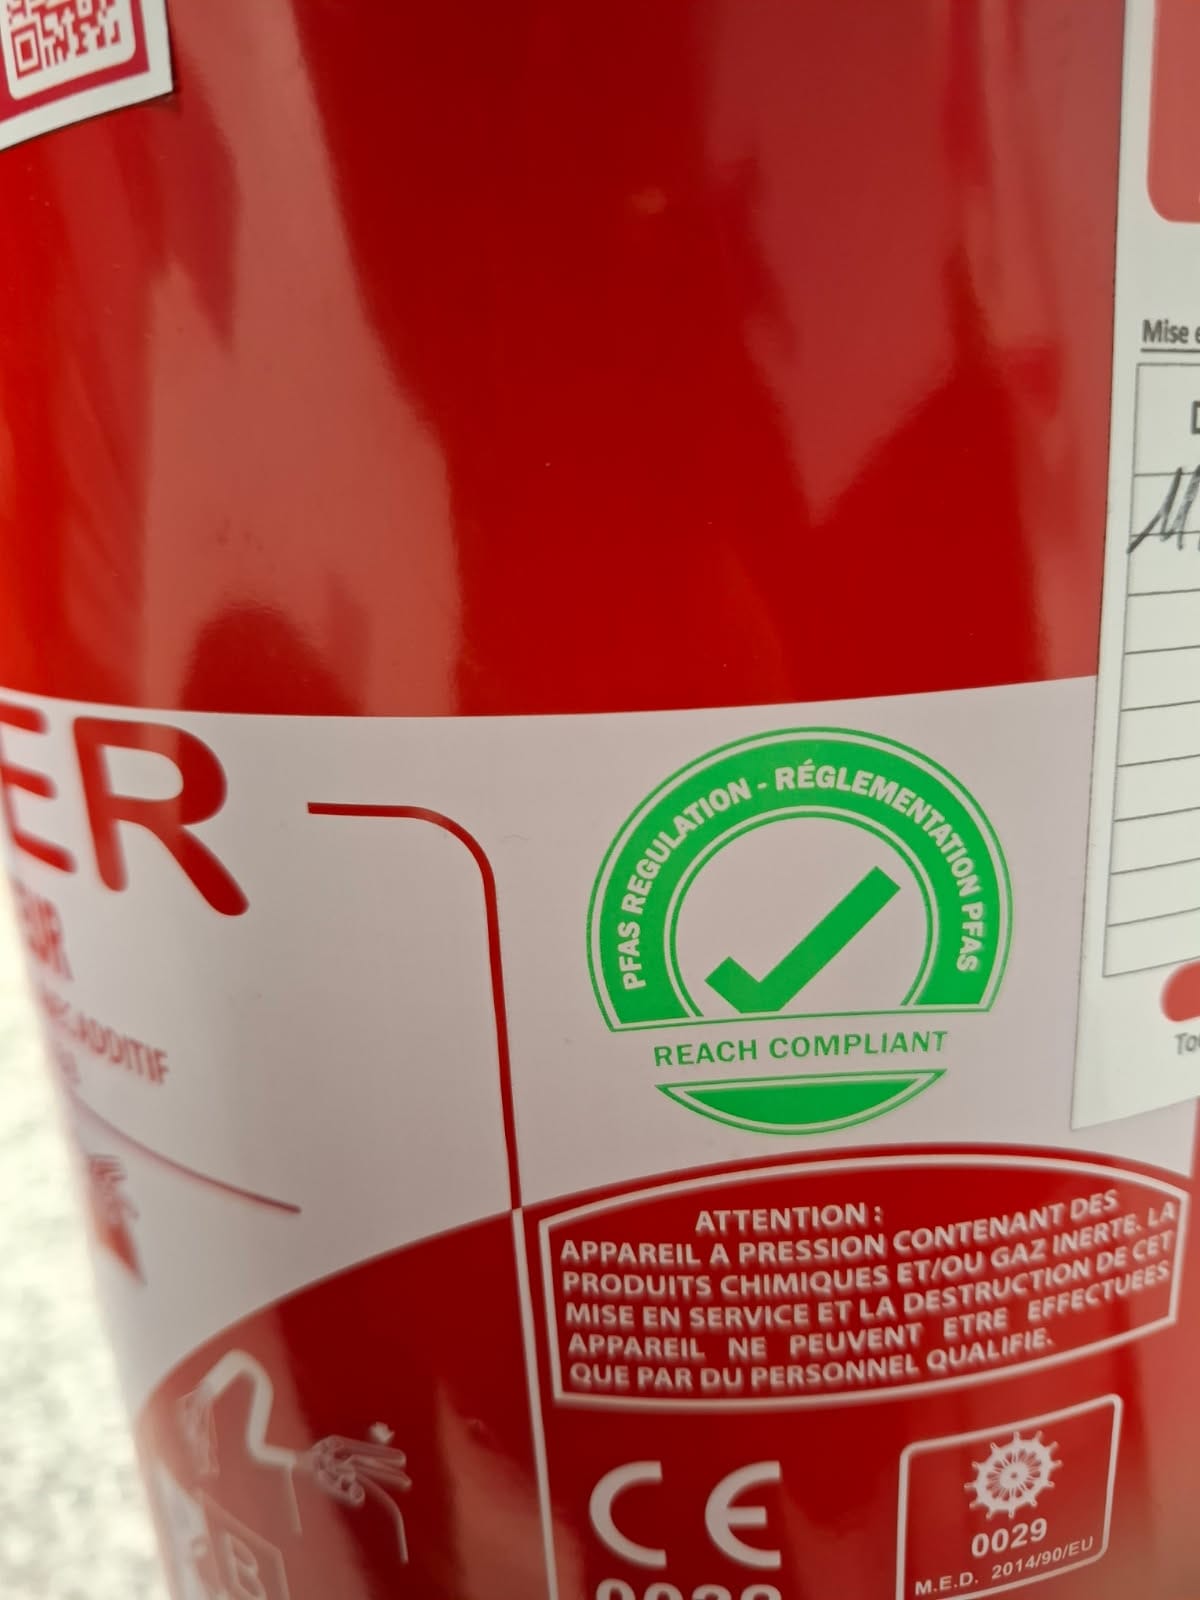 Mise
ER
ADDITIF
PFAS REGULATION - RÉGLEMENTATION PFAS
REACH COMPLIANT
ATTENTION :
APPAREIL A PRESSION CONTENANT DES
PRODUITS CHIMIQUES ET/OU GAZ INERTE. LA
MISE EN SERVICE ET LA DESTRUCTION DE CET
APPAREIL NE PEUVENT ETRE EFFECTUEES
QUE PAR DU PERSONNEL QUALIFIE.
CE
0029
M.E.D. 2014/90/EU
B